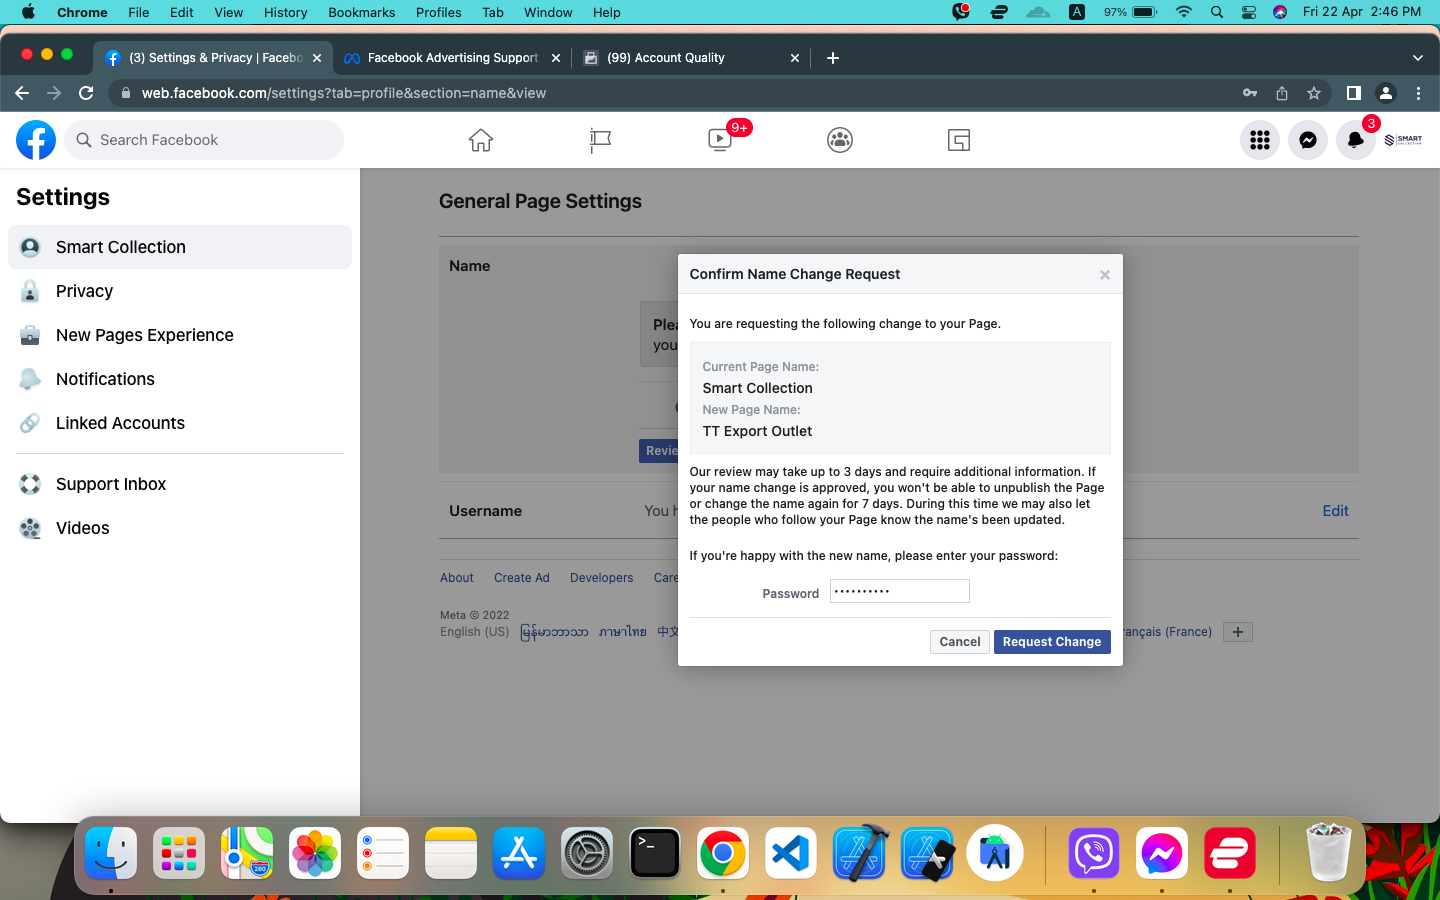 Chrome File Edit View History Bookmarks Profiles Tab Window Help A 97% Fri 22 Apr 2:46 PM
(3) Settings & Privacy | Facebo
Facebook Advertising Support
(99) Account Quality
web.facebook.com/settings?tab=profile&section=name&view
Search Facebook
9+
3
SMART
COLLECTION
Settings
Smart Collection
Privacy
New Pages Experience
Notifications
Linked Accounts
Support Inbox
Videos
General Page Settings
Name
Plea
you
Revie
Username
You h
Edit
About Create Ad Developers Care
Meta © 2022
English (US) မြန်မာဘာသာ ภาษาไทย 中文 rançais (France)
Confirm Name Change Request
You are requesting the following change to your Page.
Current Page Name:
Smart Collection
New Page Name:
TT Export Outlet
Our review may take up to 3 days and require additional information. If
your name change is approved, you won't be able to unpublish the Page
or change the name again for 7 days. During this time we may also let
the people who follow your Page know the name's been updated.
If you're happy with the new name, please enter your password:
Password ••••••••••
Cancel Request Change
280
>_